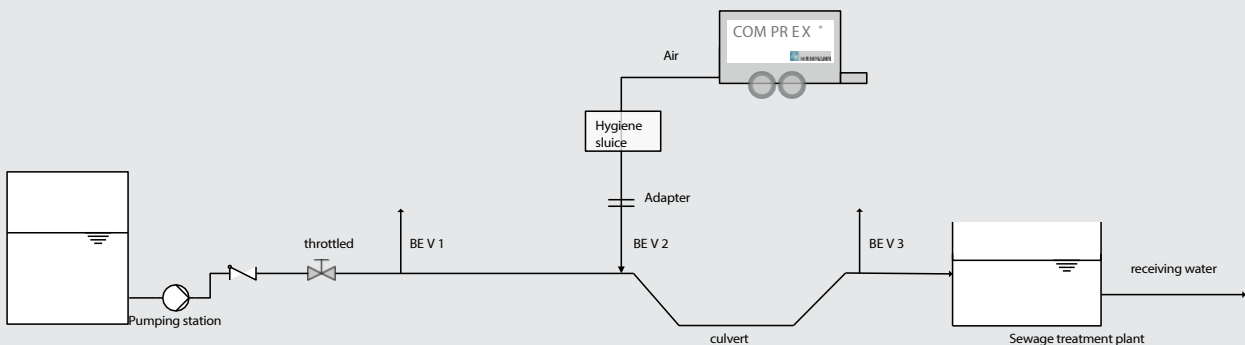 COM PR EX ®
Air
Hygiene
sluice
Adapter
throttled
BE V 1
BE V 2
BE V 3
receiving water
Pumping station
culvert
Sewage treatment plant